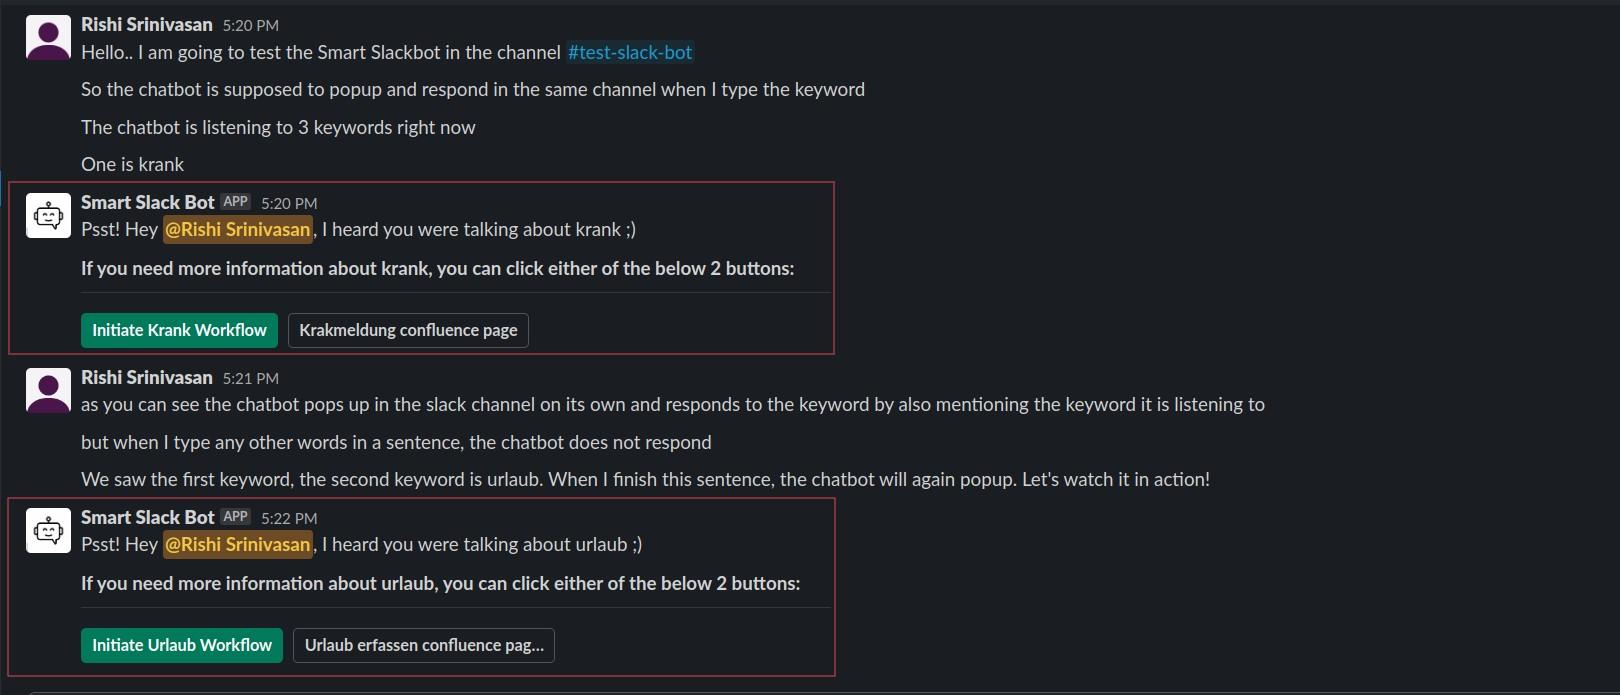 Rishi Srinivasan 5:20 PM
Hello.. I am going to test the Smart Slackbot in the channel #test-slack-bot
So the chatbot is supposed to popup and respond in the same channel when I type the keyword
The chatbot is listening to 3 keywords right now
One is krank
Smart Slack Bot APP 5:20 PM
Psst! Hey @Rishi Srinivasan, I heard you were talking about krank ;)
If you need more information about krank, you can click either of the below 2 buttons:
Initiate Krank Workflow Krakmeldung confluence page
Rishi Srinivasan 5:21 PM
as you can see the chatbot pops up in the slack channel on its own and responds to the keyword by also mentioning the keyword it is listening to
but when I type any other words in a sentence, the chatbot does not respond
We saw the first keyword, the second keyword is urlaub. When I finish this sentence, the chatbot will again popup. Let's watch it in action!
Smart Slack Bot APP 5:22 PM
Psst! Hey @Rishi Srinivasan, I heard you were talking about urlaub ;)
If you need more information about urlaub, you can click either of the below 2 buttons:
Initiate Urlaub Workflow Urlaub erfassen confluence pag...